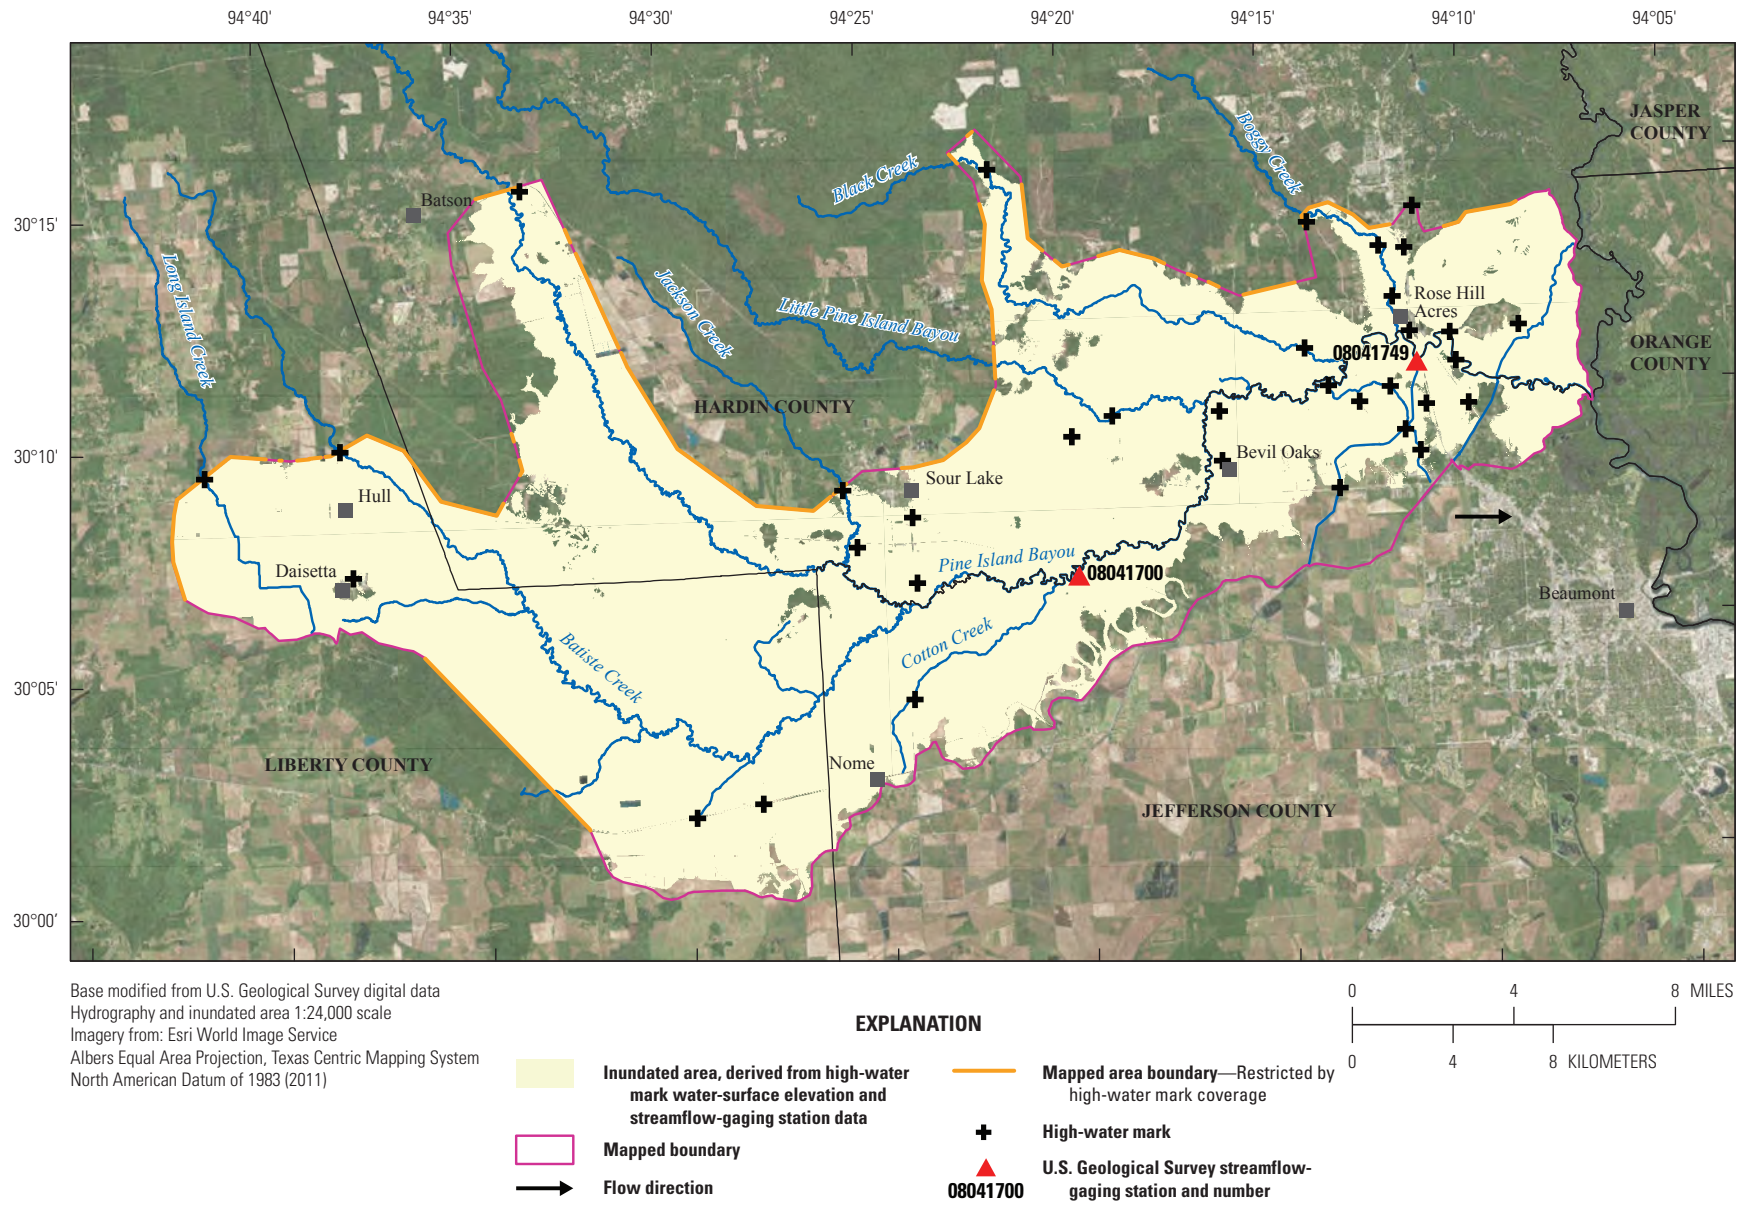 94°40' 94°35' 94°30' 94°25' 94°20' 94°15' 94°10' 94°05'
30°15'
30°10'
30°05'
30°00'
JASPER
COUNTY
Boggy Creek
Black Creek
Batson
Long Island Creek
Jackson Creek
Little Pine Island Bayou
Rose Hill
Acres
08041749
ORANGE
COUNTY
HARDIN COUNTY
Bevil Oaks
Sour Lake
Hull
Pine Island Bayou
08041700
Daisetta
Beaumont
Cotton Creek
Batiste Creek
Nome
LIBERTY COUNTY
JEFFERSON COUNTY
Base modified from U.S. Geological Survey digital data
Hydrography and inundated area 1:24,000 scale
Imagery from: Esri World Image Service
Albers Equal Area Projection, Texas Centric Mapping System
North American Datum of 1983 (2011)
0 4 8 MILES
0 4 8 KILOMETERS
EXPLANATION
Inundated area, derived from high-water
mark water-surface elevation and
streamflow-gaging station data
Mapped boundary
Flow direction
Mapped area boundary—Restricted by
high-water mark coverage
High-water mark
U.S. Geological Survey streamflow-
gaging station and number
08041700